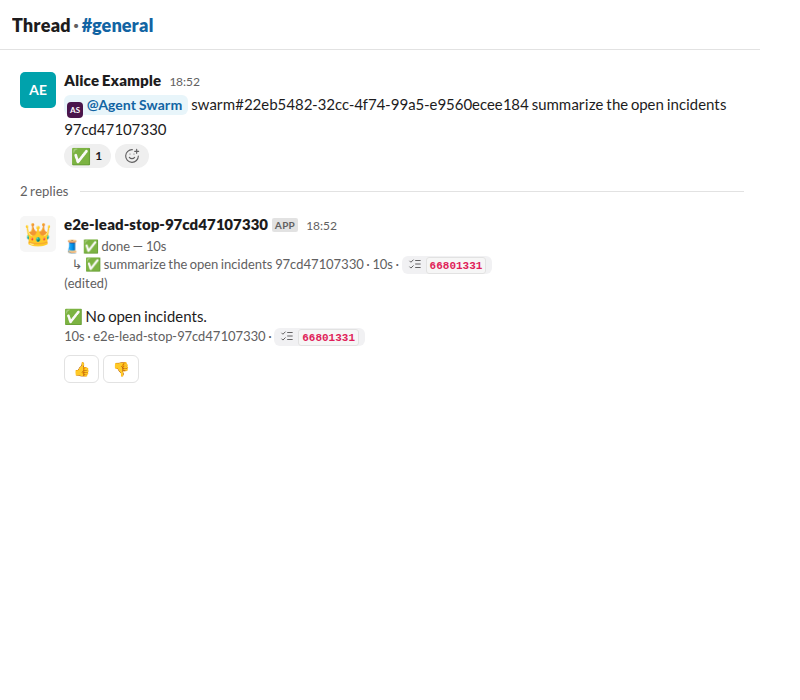 Thread • #general
AE
Alice Example 18:52
AS @Agent Swarm swarm#22eb5482-32cc-4f74-99a5-e9560ecee184 summarize the open incidents
97cd47107330
✅ 1
2 replies
e2e-lead-stop-97cd47107330 APP 18:52
🧵 ✅ done — 10s
↳ ✅ summarize the open incidents 97cd47107330 · 10s · 66801331
(edited)
✅ No open incidents.
10s · e2e-lead-stop-97cd47107330 · 66801331
👍 👎